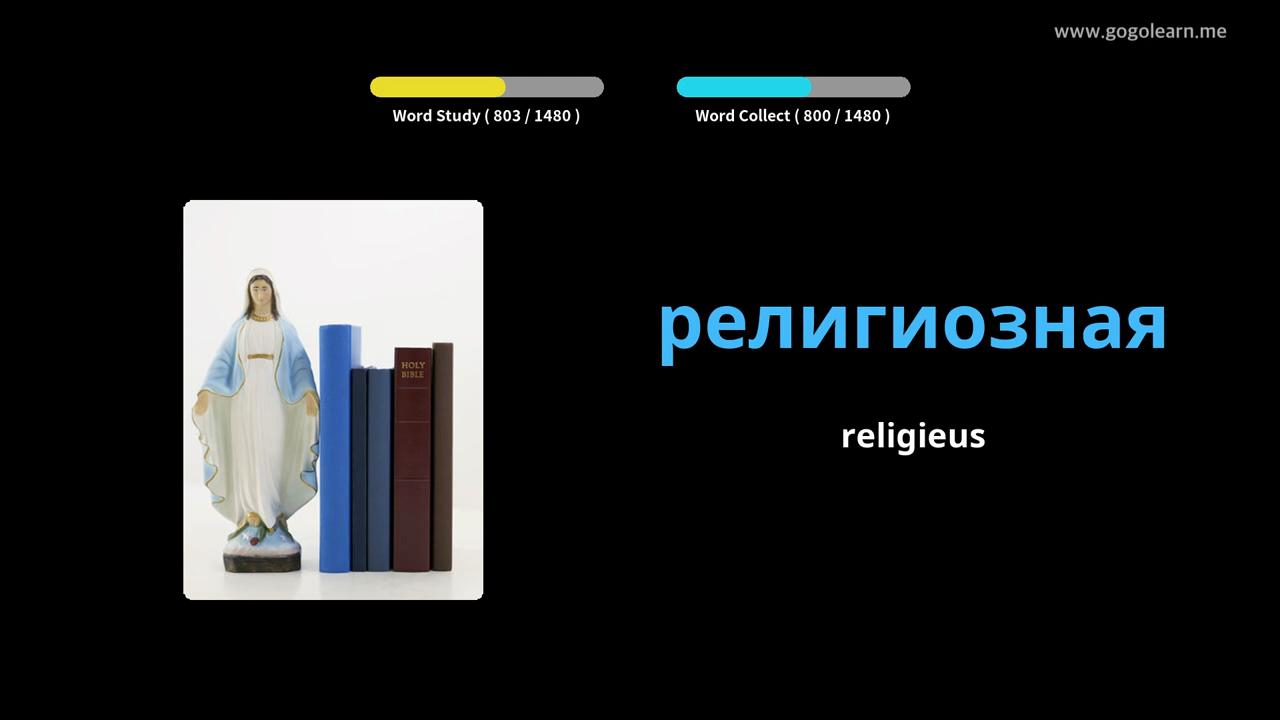 www.gogolearn.me
Word Study ( 803 / 1480 )
Word Collect ( 800 / 1480 )
HOLY
BIBLE
религиозная
religieus